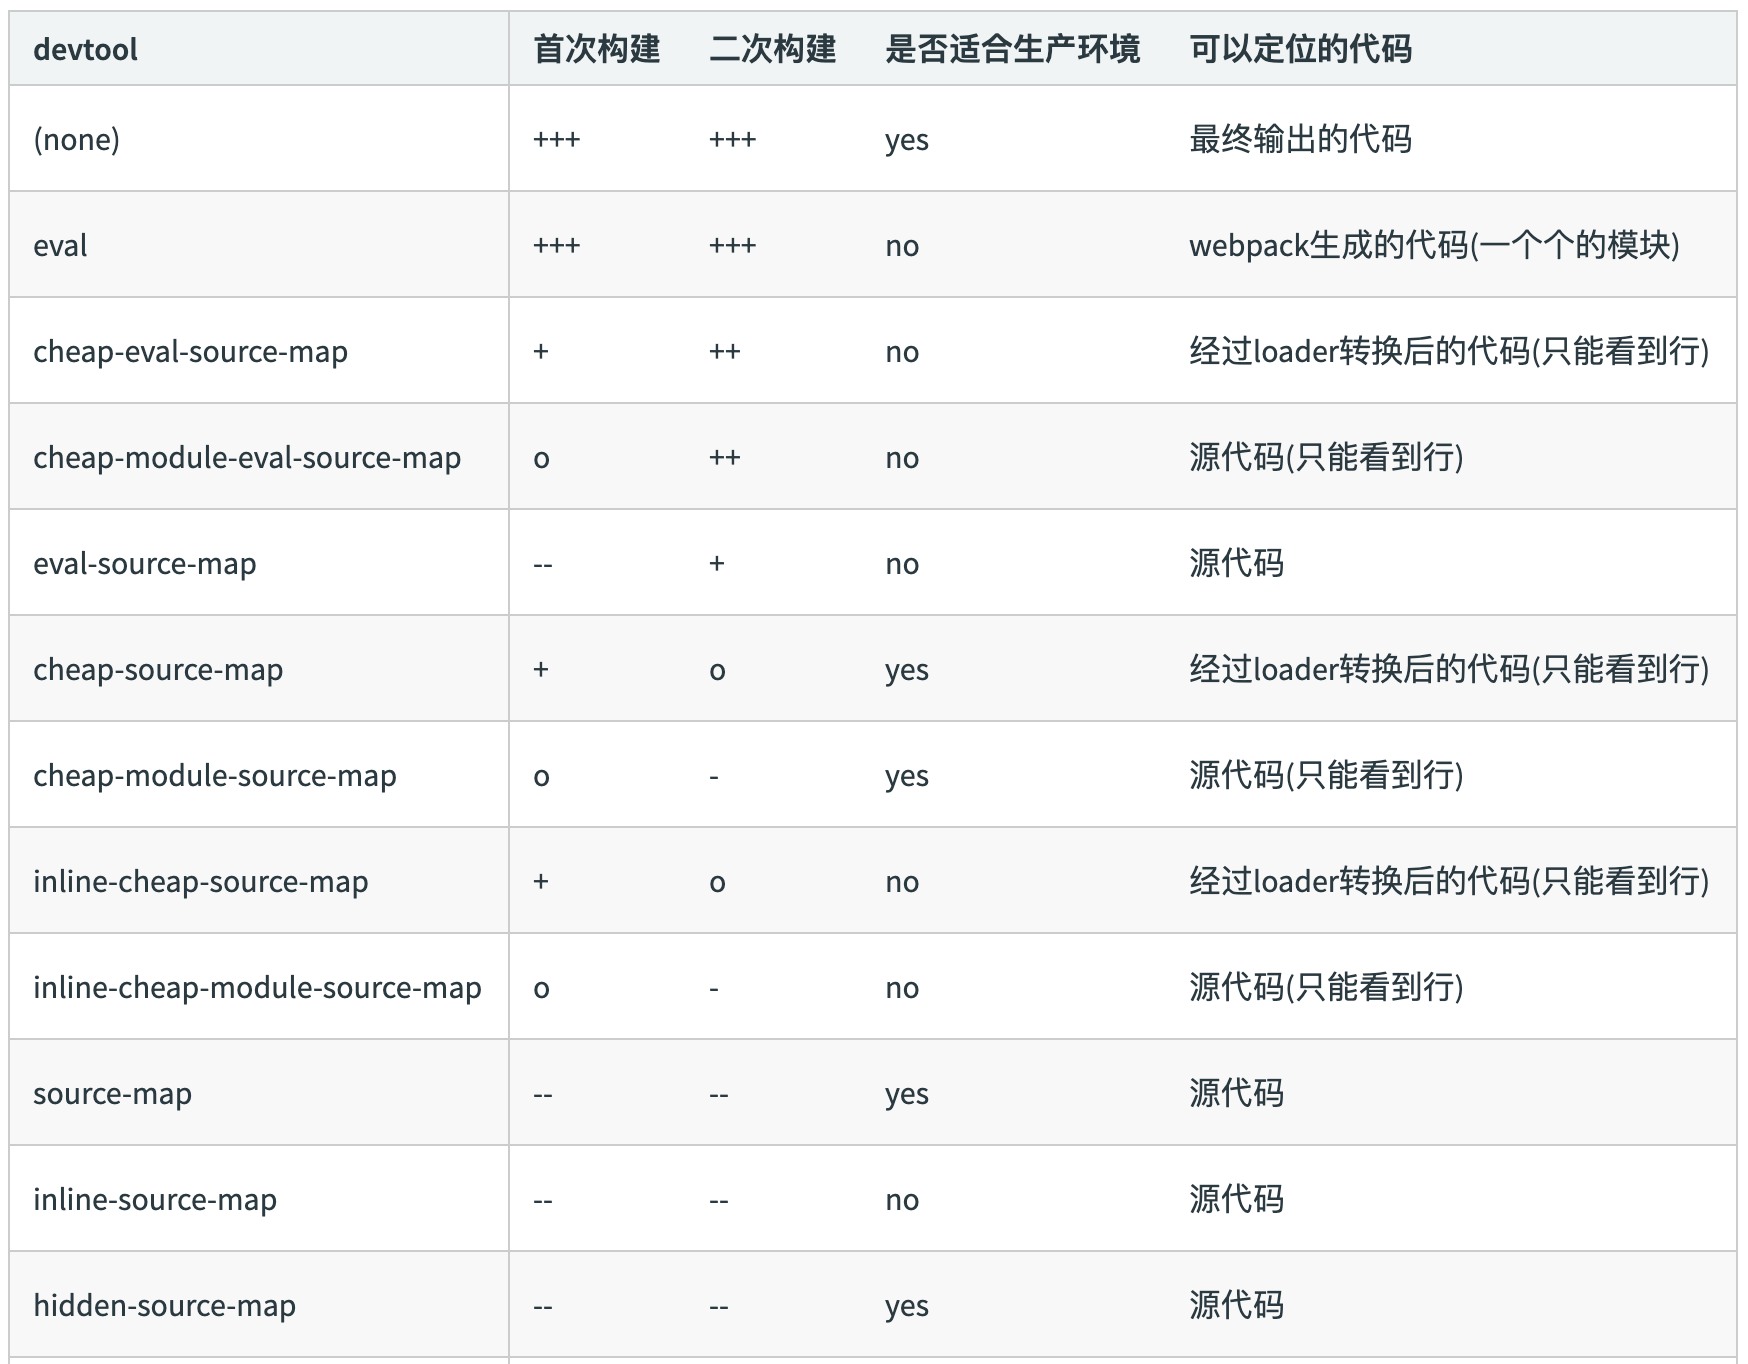 devtool 首次构建 二次构建 是否适合生产环境 可以定位的代码
(none) +++ +++ yes 最终输出的代码
eval +++ +++ no webpack生成的代码(一个个的模块)
cheap-eval-source-map + ++ no 经过loader转换后的代码(只能看到行)
cheap-module-eval-source-map o ++ no 源代码(只能看到行)
eval-source-map -- + no 源代码
cheap-source-map + o yes 经过loader转换后的代码(只能看到行)
cheap-module-source-map o - yes 源代码(只能看到行)
inline-cheap-source-map + o no 经过loader转换后的代码(只能看到行)
inline-cheap-module-source-map o - no 源代码(只能看到行)
source-map -- -- yes 源代码
inline-source-map -- -- no 源代码
hidden-source-map -- -- yes 源代码